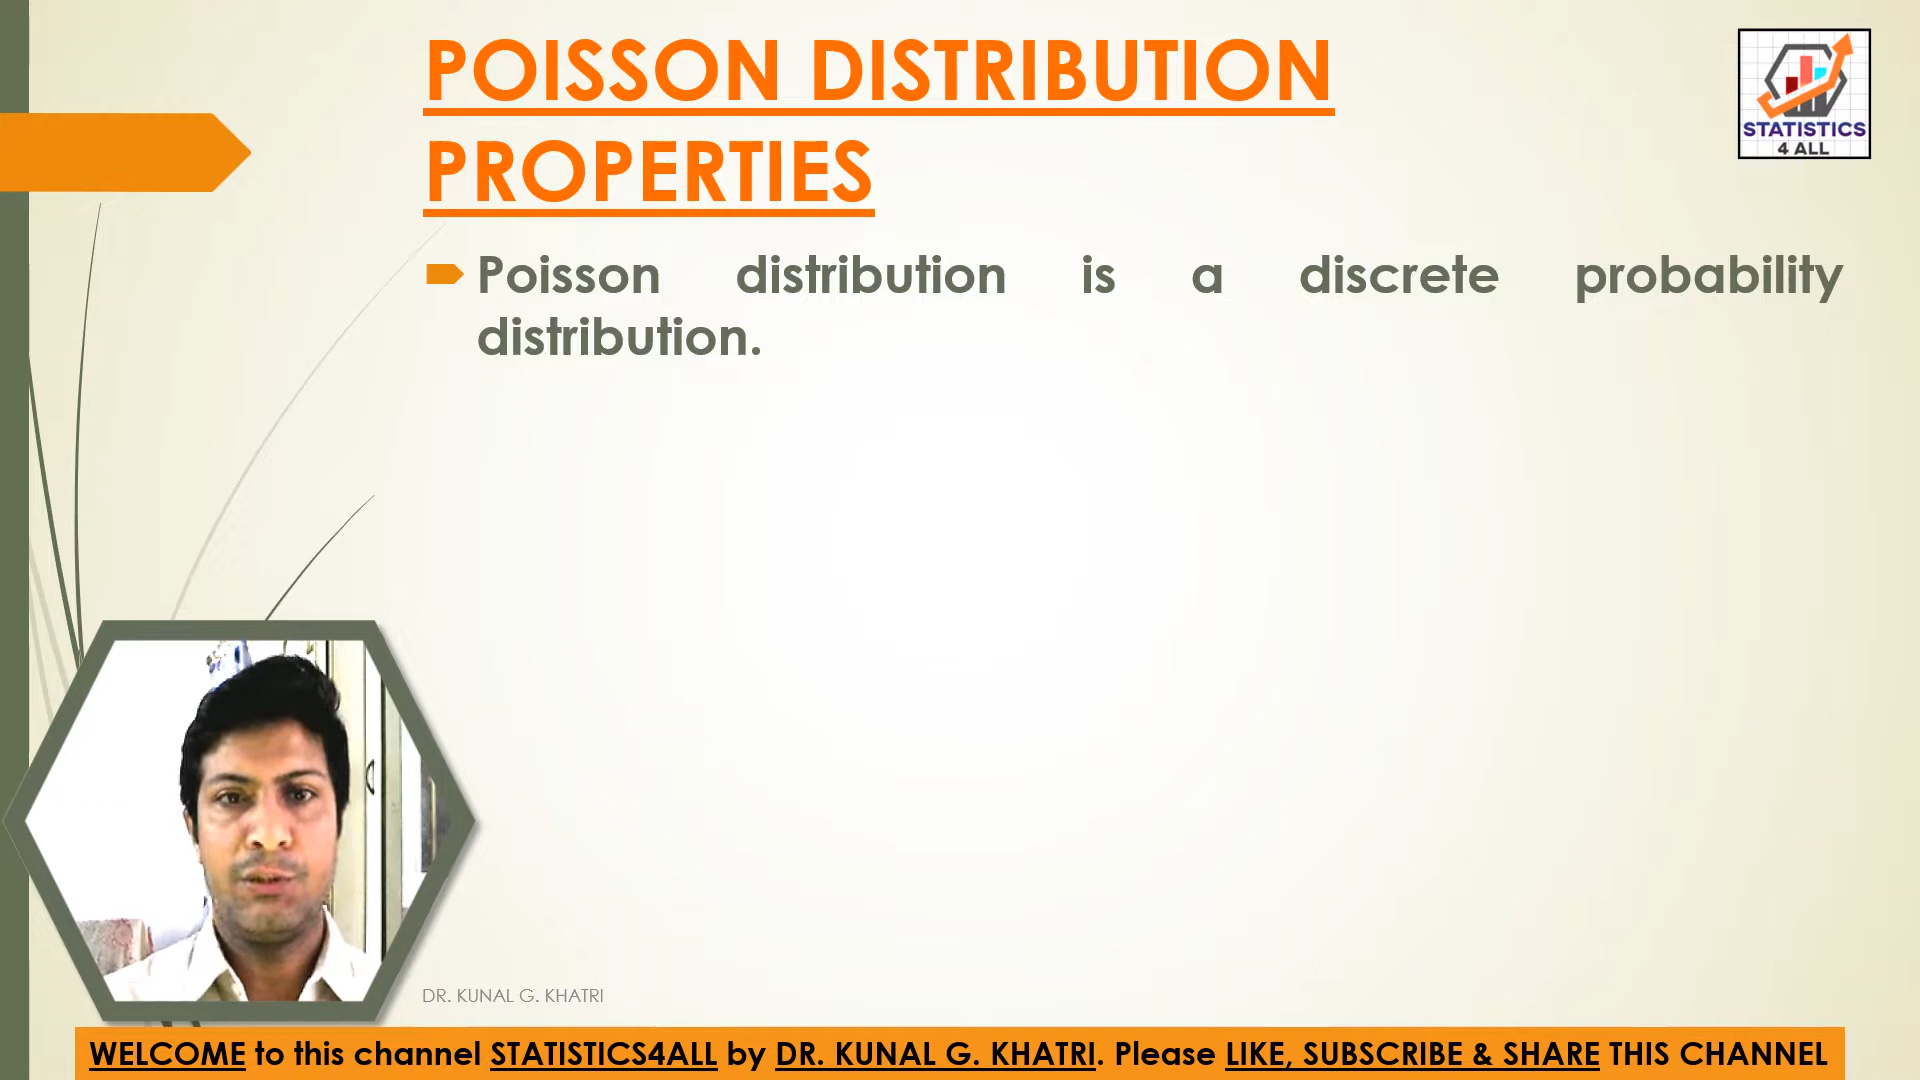 POISSON DISTRIBUTION
PROPERTIES
STATISTICS
4 ALL
Poisson distribution is a discrete probability
distribution.
DR. KUNAL G. KHATRI
WELCOME to this channel STATISTICS4ALL by DR. KUNAL G. KHATRI. Please LIKE, SUBSCRIBE & SHARE THIS CHANNEL